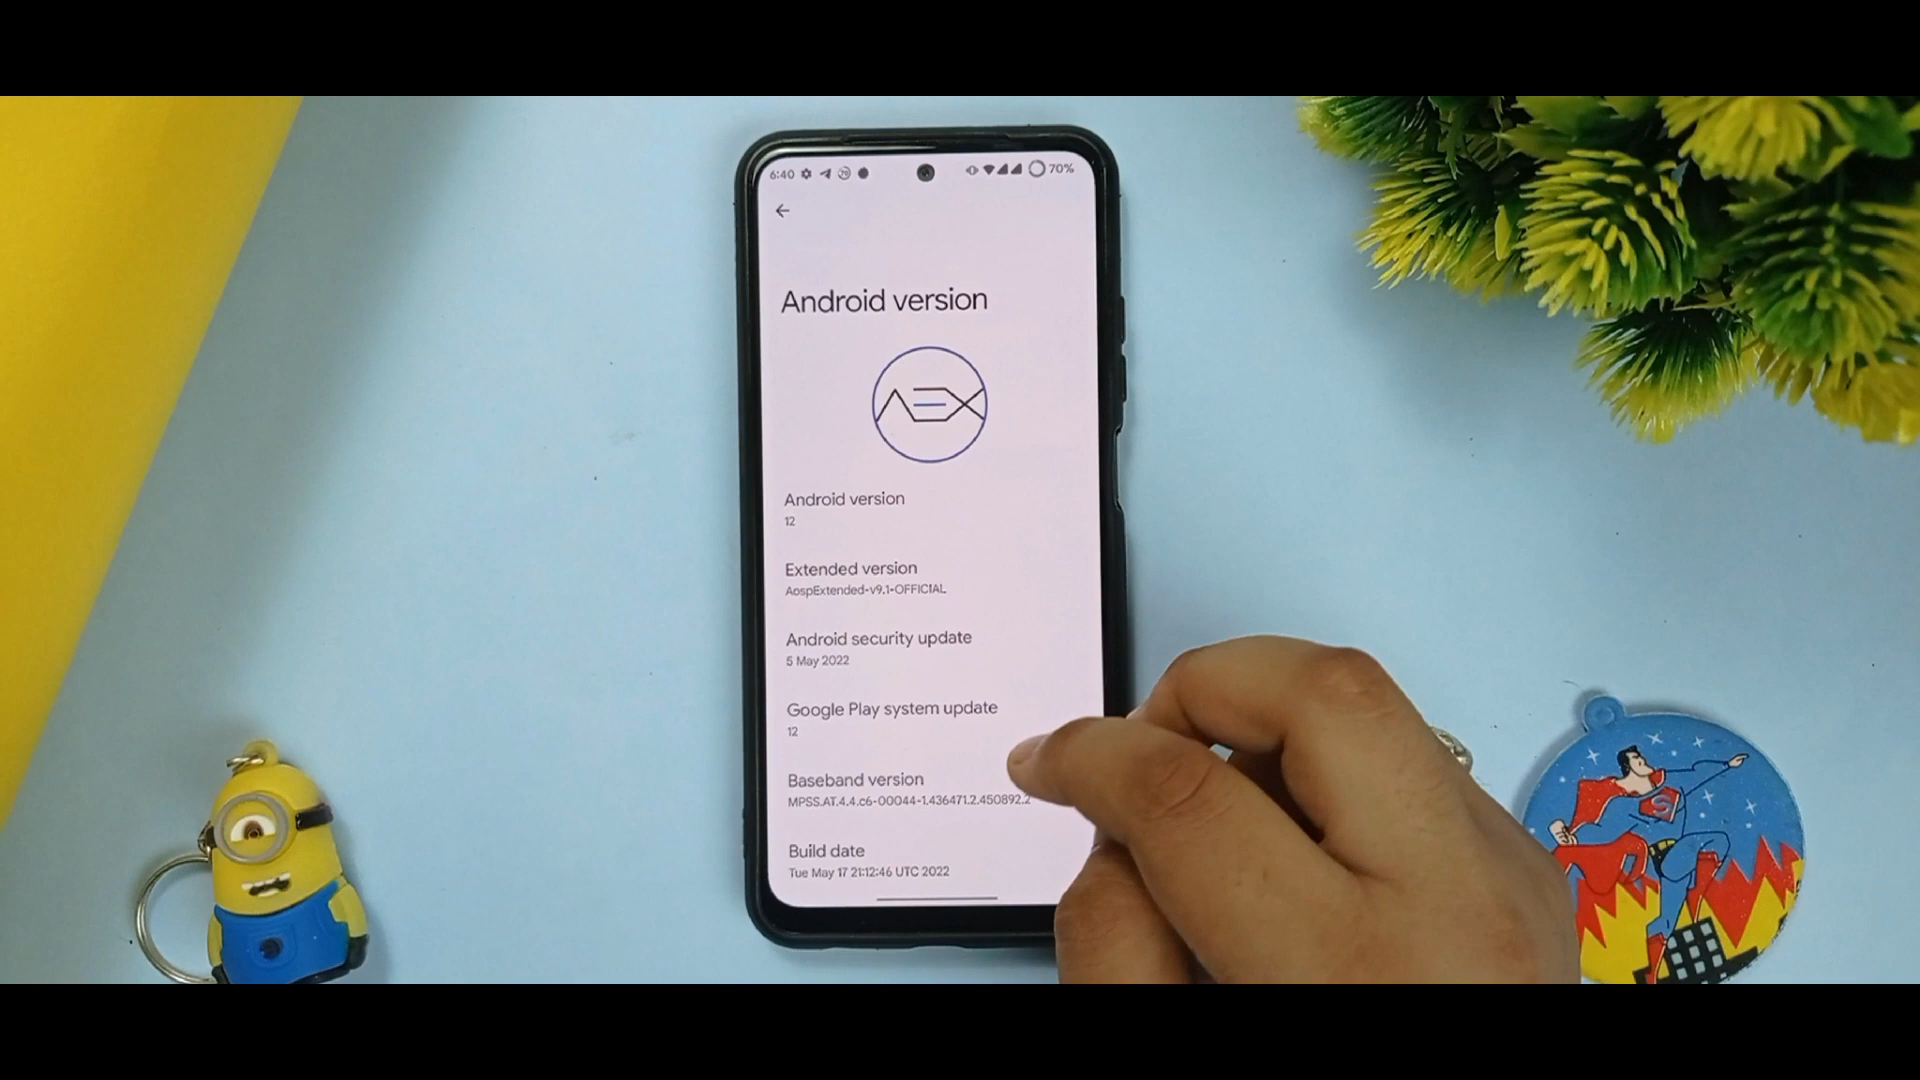 6:40
70%
Android version
AEX
Android version
12
Extended version
AospExtended-v9.1-OFFICIAL
Android security update
5 May 2022
Google Play system update
12
Baseband version
MPSS.AT.4.4.c6-00044-1.436471.2.450892.2
Build date
Tue May 17 21:12:46 UTC 2022
S